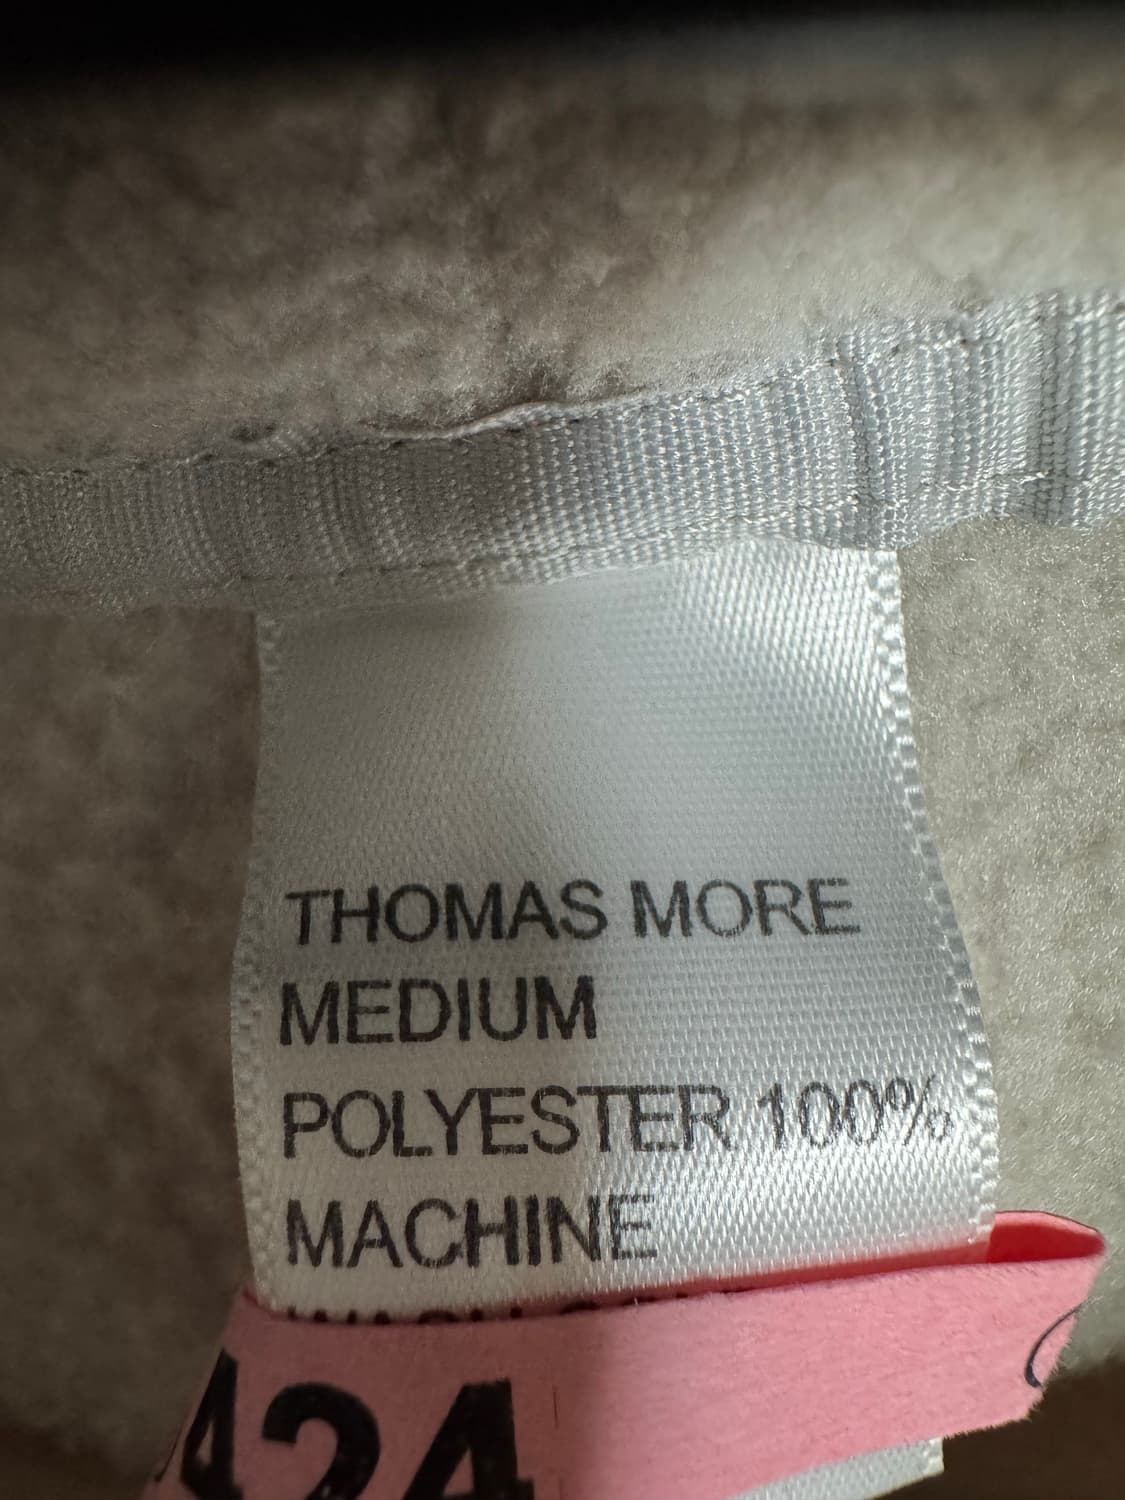 THOMAS MORE
MEDIUM
POLYESTER 100%
MACHINE
424